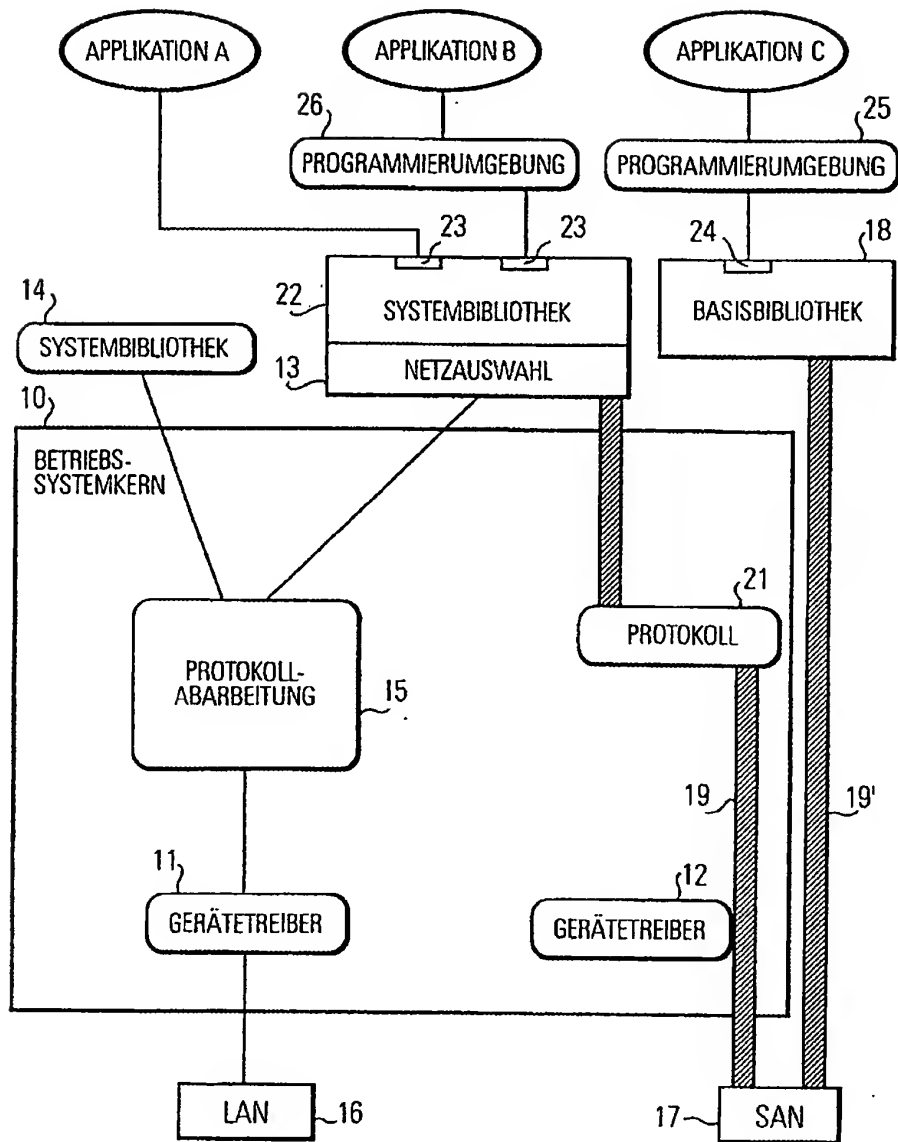 APPLIKATION A
APPLIKATION B
APPLIKATION C
26
25
PROGRAMMIERUMGEBUNG
PROGRAMMIERUMGEBUNG
23
23
24
18
22
SYSTEMBIBLIOTHEK
BASISBIBLIOTHEK
14
SYSTEMBIBLIOTHEK
13
NETZAUSWAHL
10
BETRIEBS-
SYSTEMKERN
21
PROTOKOLL
PROTOKOLL-
ABARBEITUNG
15
19
19'
11
12
GERÄTETREIBER
GERÄTETREIBER
LAN
16
17
SAN